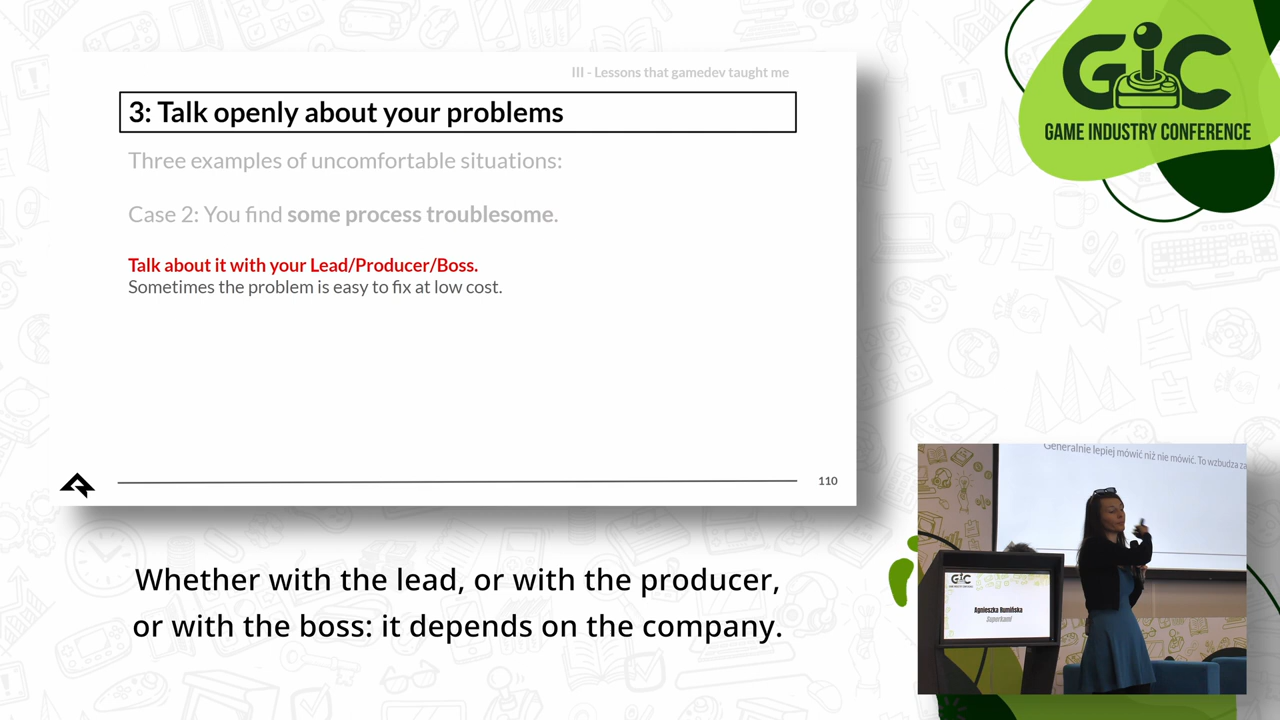 III - Lessons that gamedev taught me
3: Talk openly about your problems
Three examples of uncomfortable situations:
Case 2: You find some process troublesome.
Talk about it with your Lead/Producer/Boss.
Sometimes the problem is easy to fix at low cost.
110
Whether with the lead, or with the producer,
or with the boss: it depends on the company.
GIC
GAME INDUSTRY CONFERENCE
Generalnie lepiej mówić niż nie mówić. To wzbudza za
GIC
Agnieszka Rumińska
Superkami